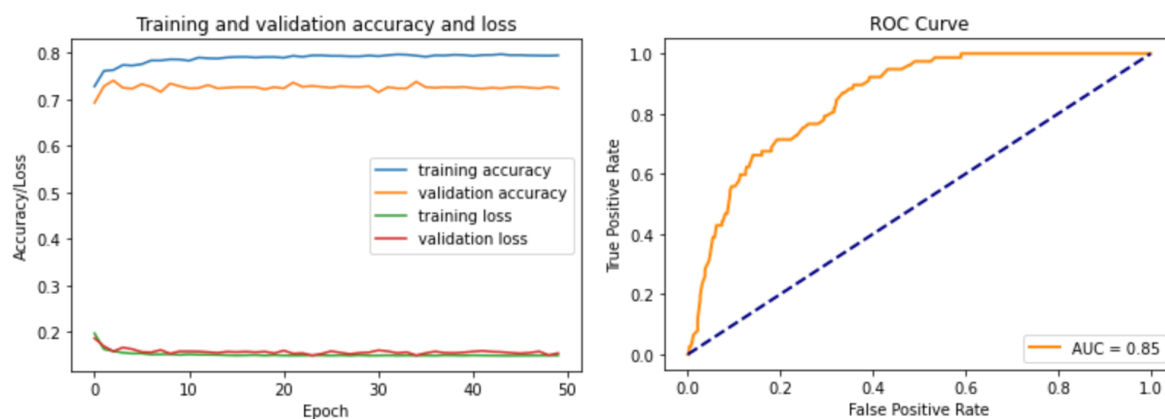 Training and validation accuracy and loss
Accuracy/Loss
0.8
0.7
0.6
0.5
0.4
0.3
0.2
training accuracy
validation accuracy
training loss
validation loss
0
10
20
30
40
50
Epoch
ROC Curve
True Positive Rate
1.0
0.8
0.6
0.4
0.2
0.0
AUC = 0.85
0.0
0.2
0.4
0.6
0.8
1.0
False Positive Rate